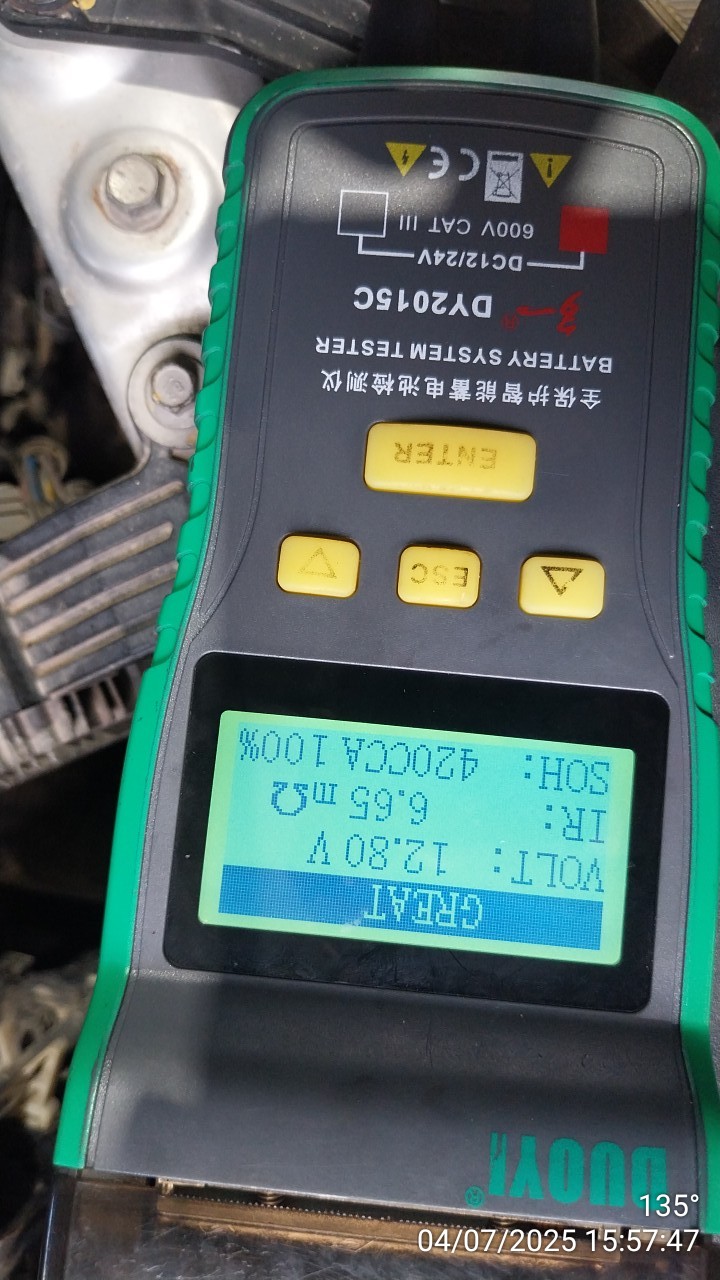 DUOYI®
GREAT
VOLT: 12.80 V
IR: 6.65 mΩ
SOH: 420CCA 100%
ESC
ENTER
全保护智能蓄电池检测仪
BATTERY SYSTEM TESTER
® DY2015C
DC12/24V
600V CAT III
CE
135°
04/07/2025 15:57:47